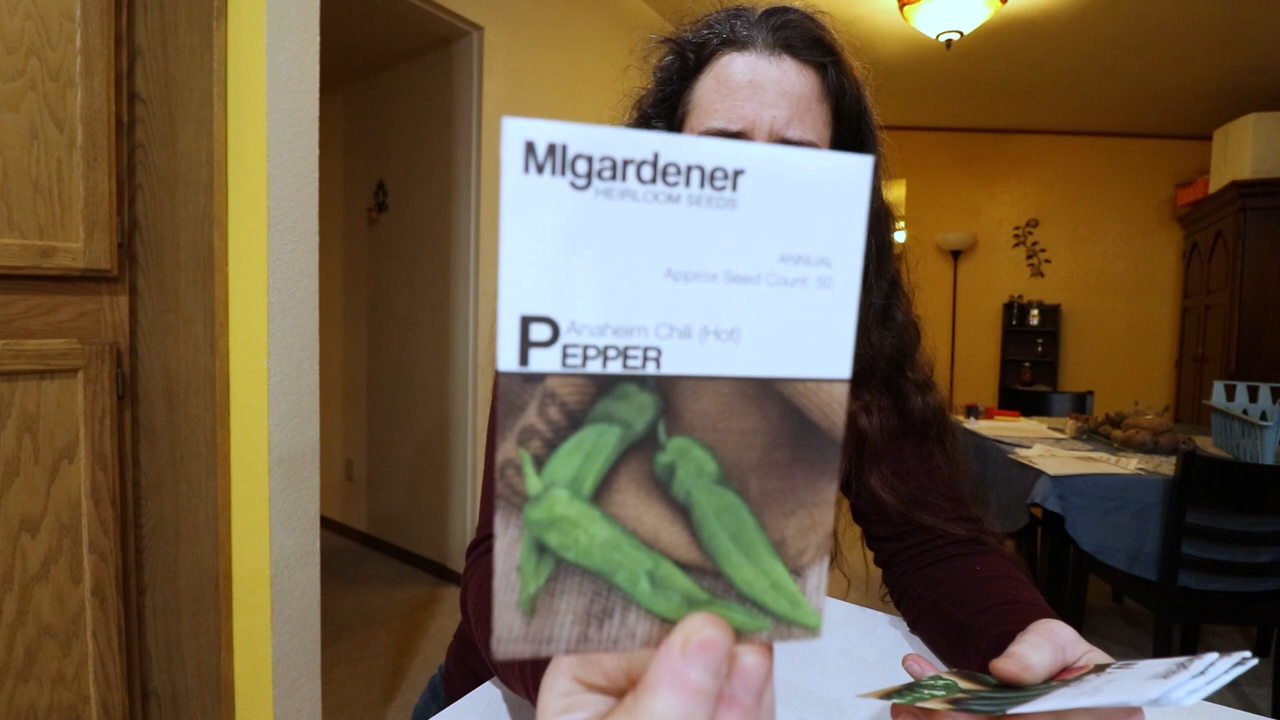 MIgardener
HEIRLOOM SEEDS
ANNUAL
Approx Seed Count: 50
Anaheim Chili (Hot)
PEPPER